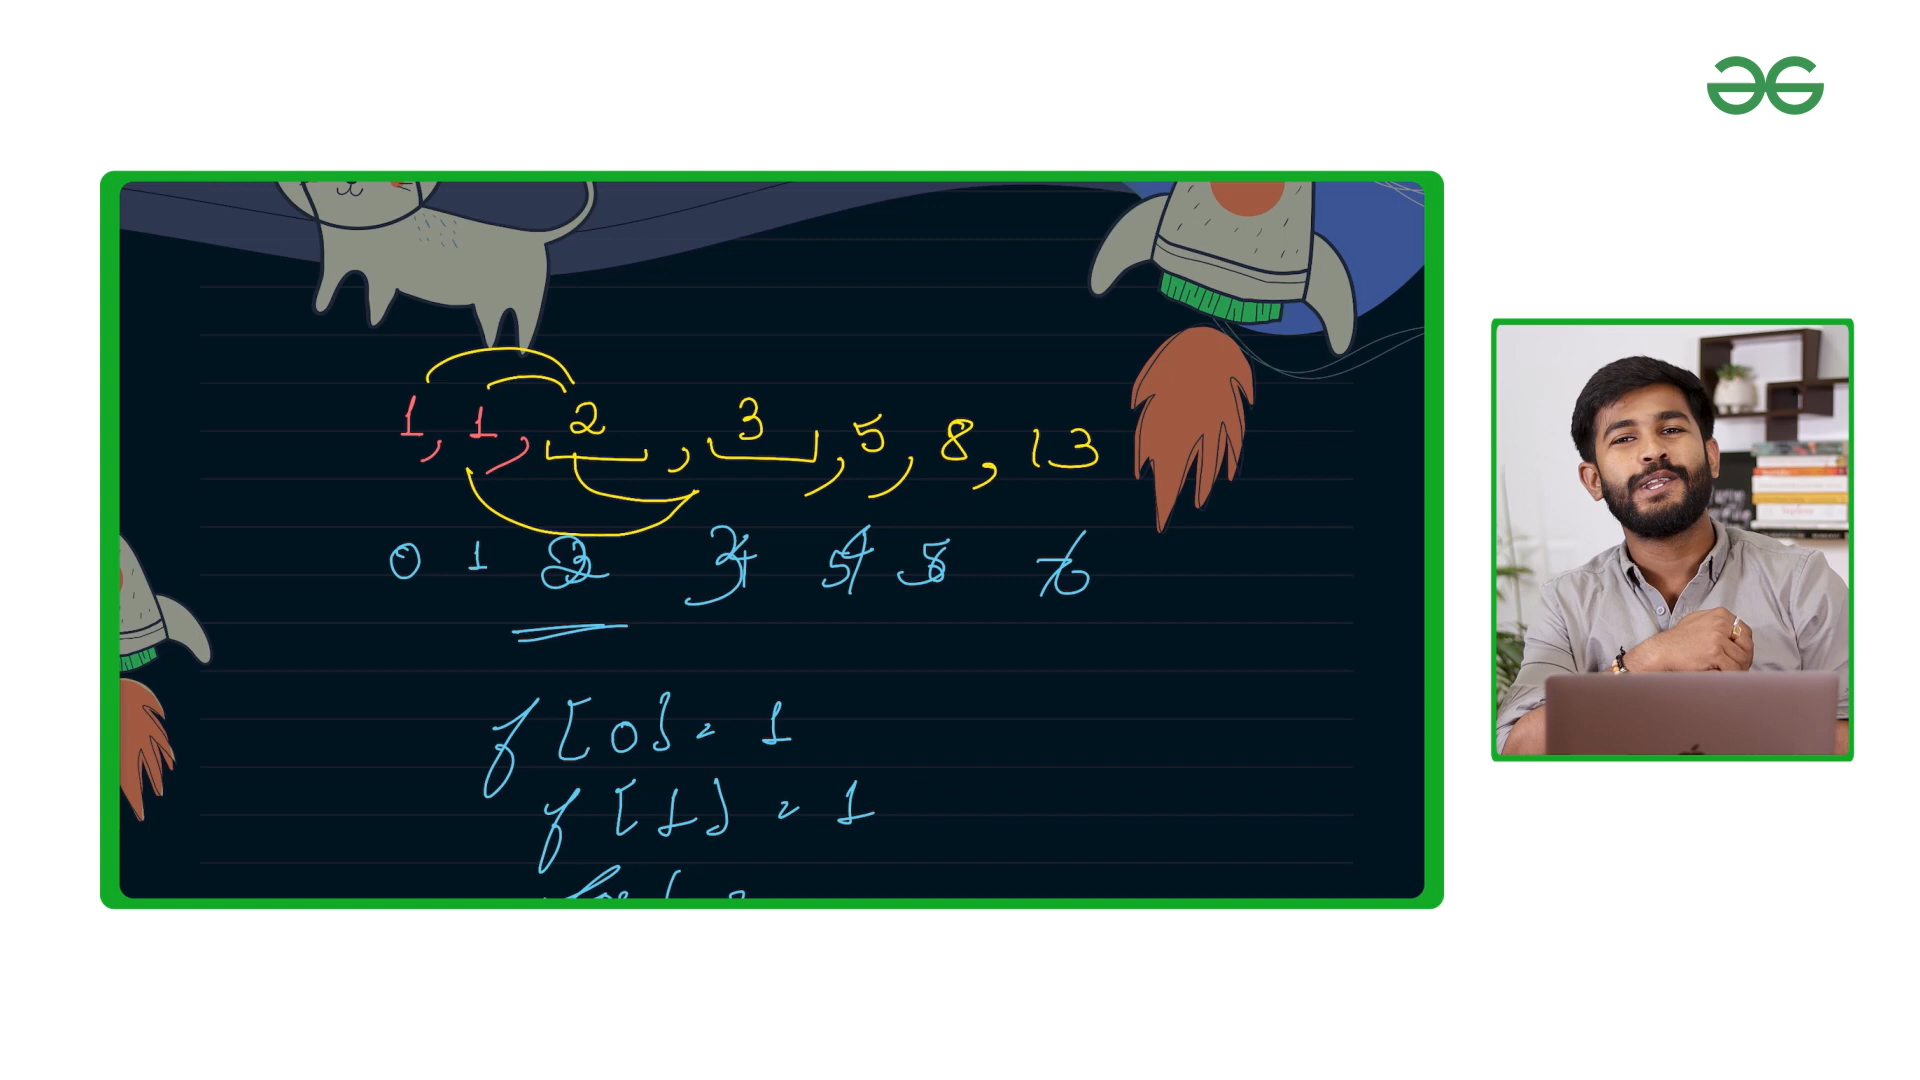 1, 1, 2, 3, 5, 8, 13
0 1 2 3 4 5 6
f[0] = 1
f[1] = 1